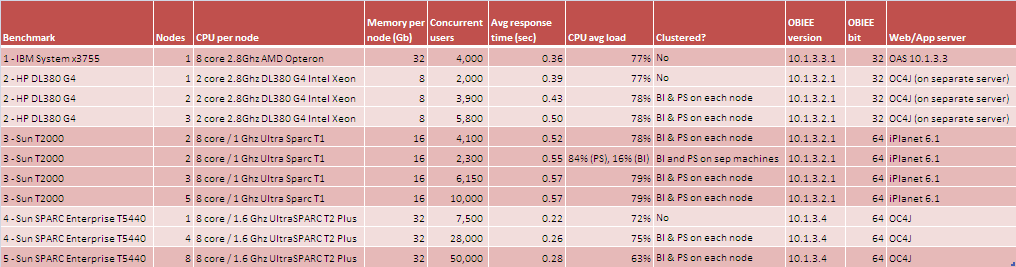 Benchmark Nodes CPU per node Memory per node (Gb) Concurrent users Avg response time (sec) CPU avg load Clustered? OBIEE version OBIEE bit Web/App server
1 - IBM System x3755 1 8 core 2.8Ghz AMD Opteron 32 4,000 0.36 77% No 10.1.3.3.1 32 OAS 10.1.3.3
2 - HP DL380 G4 1 2 core 2.8Ghz DL380 G4 Intel Xeon 8 2,000 0.39 77% No 10.1.3.2.1 32 OC4J (on separate server)
2 - HP DL380 G4 2 2 core 2.8Ghz DL380 G4 Intel Xeon 8 3,900 0.43 78% BI & PS on each node 10.1.3.2.1 32 OC4J (on separate server)
2 - HP DL380 G4 3 2 core 2.8Ghz DL380 G4 Intel Xeon 8 5,800 0.50 78% BI & PS on each node 10.1.3.2.1 32 OC4J (on separate server)
3 - Sun T2000 2 8 core / 1 Ghz Ultra Sparc T1 16 4,100 0.52 78% BI & PS on each node 10.1.3.2.1 64 iPlanet 6.1
3 - Sun T2000 2 8 core / 1 Ghz Ultra Sparc T1 16 2,300 0.55 84% (PS), 16% (BI) BI and PS on sep machines 10.1.3.2.1 64 iPlanet 6.1
3 - Sun T2000 3 8 core / 1 Ghz Ultra Sparc T1 16 6,150 0.57 79% BI & PS on each node 10.1.3.2.1 64 iPlanet 6.1
3 - Sun T2000 5 8 core / 1 Ghz Ultra Sparc T1 16 10,000 0.57 79% BI & PS on each node 10.1.3.2.1 64 iPlanet 6.1
4 - Sun SPARC Enterprise T5440 1 8 core / 1.6 Ghz UltraSPARC T2 Plus 32 7,500 0.22 72% No 10.1.3.4 64 OC4J
4 - Sun SPARC Enterprise T5440 4 8 core / 1.6 Ghz UltraSPARC T2 Plus 32 28,000 0.26 75% BI & PS on each node 10.1.3.4 64 OC4J
5 - Sun SPARC Enterprise T5440 8 8 core / 1.6 Ghz UltraSPARC T2 Plus 32 50,000 0.28 63% BI & PS on each node 10.1.3.4 64 OC4J